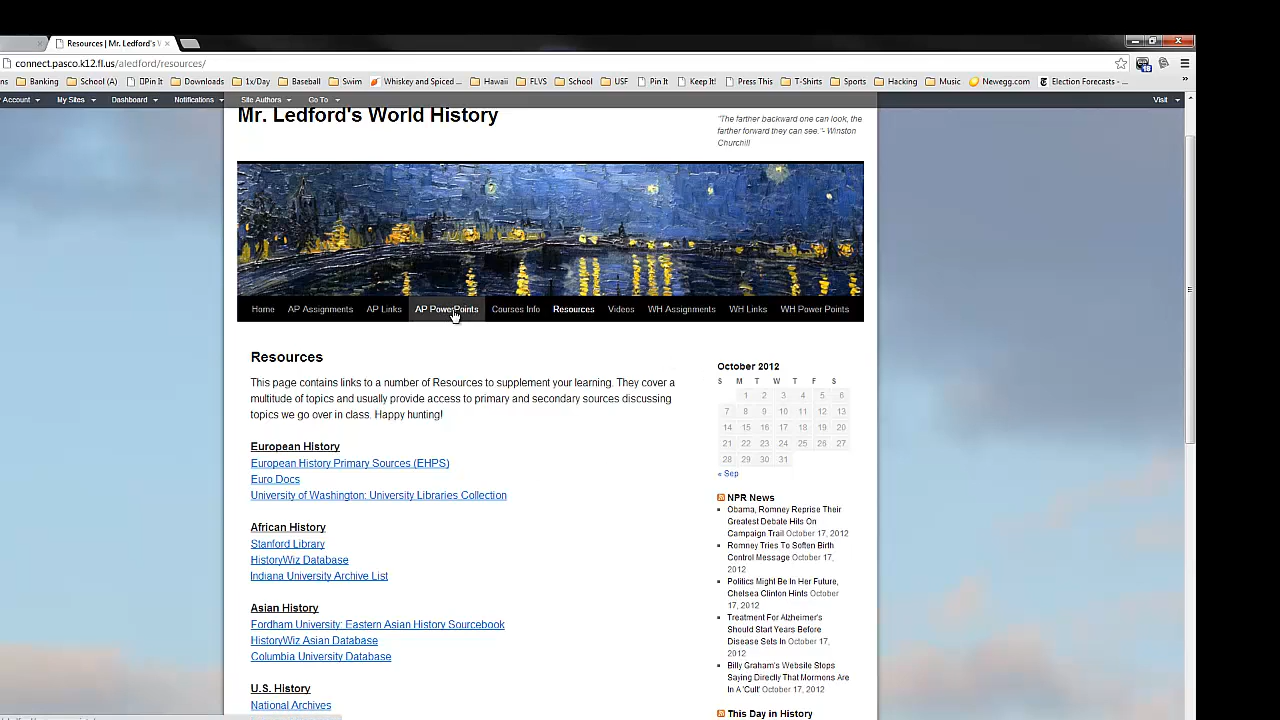 Resources | Mr. Ledford's W
connect.pasco.k12.fl.us/aledford/resources/
ns Banking School (A) Pin It Downloads 1x/Day Baseball Swim Whiskey and Spiced ... Hawaii FLVS School USF Pin It Keep It! Press This T-Shirts Sports Hacking Music Newegg.com Election Forecasts - ... »
Account My Sites Dashboard Notifications Site Authors Go To Visit
Mr. Ledford's World History
"The farther backward one can look, the
farther forward they can see."- Winston
Churchill
Home AP Assignments AP Links AP PowerPoints Courses Info Resources Videos WH Assignments WH Links WH Power Points
Resources
This page contains links to a number of Resources to supplement your learning. They cover a
multitude of topics and usually provide access to primary and secondary sources discussing
topics we go over in class. Happy hunting!
European History
European History Primary Sources (EHPS)
Euro Docs
University of Washington: University Libraries Collection
African History
Stanford Library
HistoryWiz Database
Indiana University Archive List
Asian History
Fordham University: Eastern Asian History Sourcebook
HistoryWiz Asian Database
Columbia University Database
U.S. History
National Archives
October 2012
S M T W T F S
1 2 3 4 5 6
7 8 9 10 11 12 13
14 15 16 17 18 19 20
21 22 23 24 25 26 27
28 29 30 31
« Sep
NPR News
Obama, Romney Reprise Their
Greatest Debate Hits On
Campaign Trail October 17, 2012
Romney Tries To Soften Birth
Control Message October 17,
2012
Politics Might Be In Her Future,
Chelsea Clinton Hints October
17, 2012
Treatment For Alzheimer's
Should Start Years Before
Disease Sets In October 17,
2012
Billy Graham's Website Stops
Saying Directly That Mormons Are
In A 'Cult' October 17, 2012
This Day in History